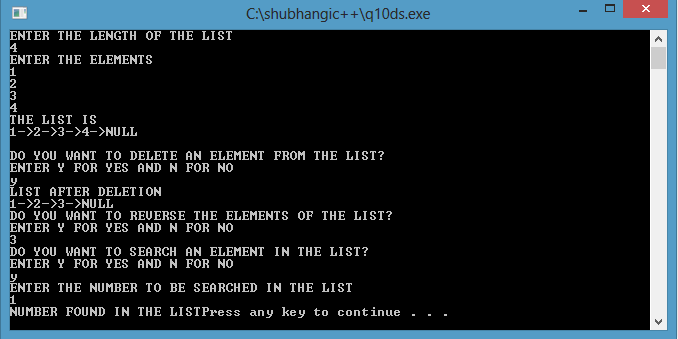 C:\shubhangic++\q10ds.exe
ENTER THE LENGTH OF THE LIST
4
ENTER THE ELEMENTS
1
2
3
4
THE LIST IS
1->2->3->4->NULL
DO YOU WANT TO DELETE AN ELEMENT FROM THE LIST?
ENTER Y FOR YES AND N FOR NO
y
LIST AFTER DELETION
1->2->3->NULL
DO YOU WANT TO REVERSE THE ELEMENTS OF THE LIST?
ENTER Y FOR YES AND N FOR NO
3
DO YOU WANT TO SEARCH AN ELEMENT IN THE LIST?
ENTER Y FOR YES AND N FOR NO
y
ENTER THE NUMBER TO BE SEARCHED IN THE LIST
1
NUMBER FOUND IN THE LISTPress any key to continue . . .